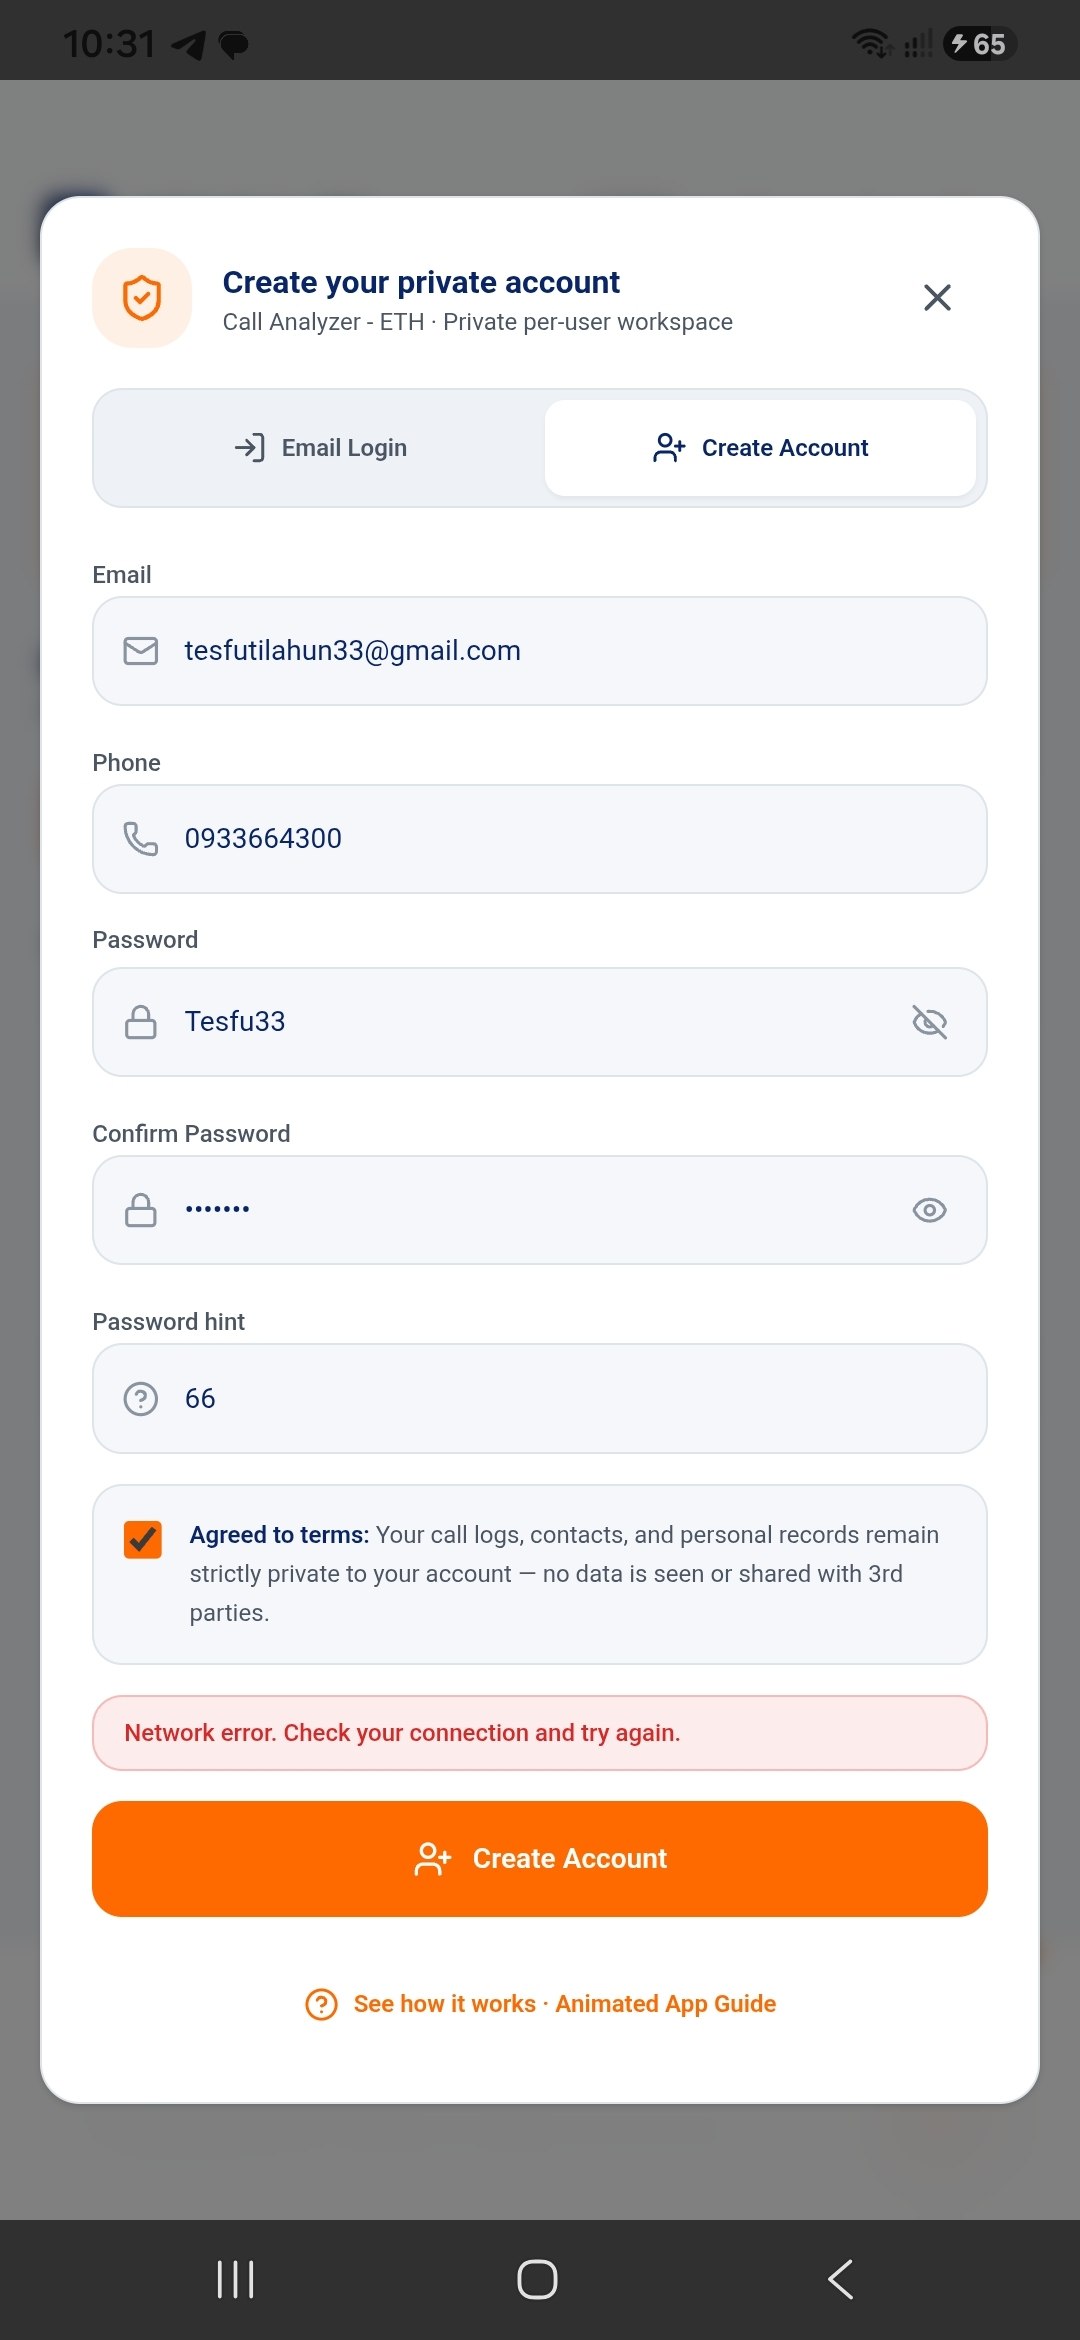 10:31
65
Create your private account
Call Analyzer - ETH · Private per-user workspace
Email Login
Create Account
Email
tesfutilahun33@gmail.com
Phone
0933664300
Password
Tesfu33
Confirm Password
•••••••
Password hint
66
Agreed to terms: Your call logs, contacts, and personal records remain
strictly private to your account — no data is seen or shared with 3rd
parties.
Network error. Check your connection and try again.
Create Account
See how it works · Animated App Guide